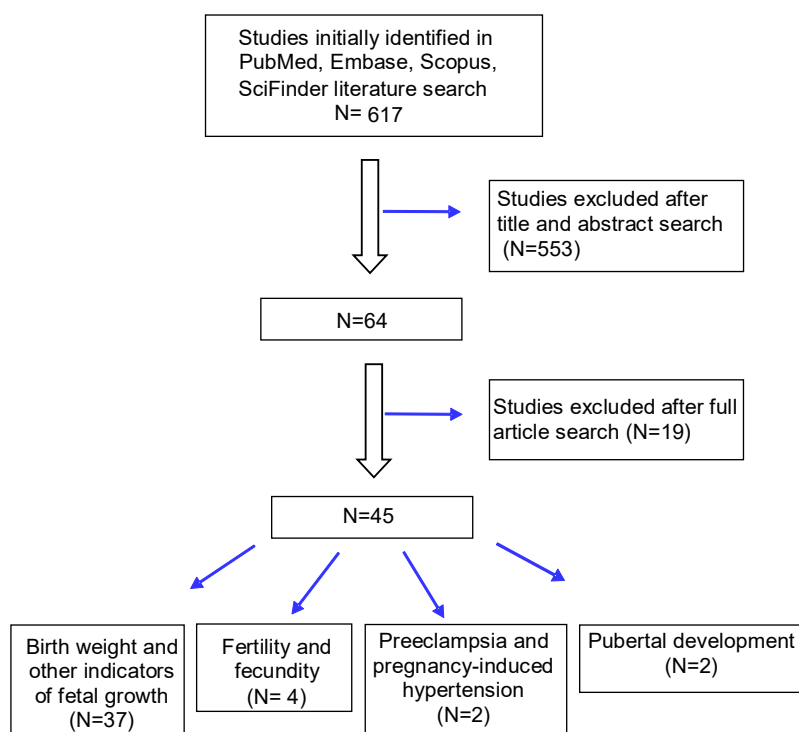 Studies initially identified in
PubMed, Embase, Scopus,
SciFinder literature search
N= 617
Studies excluded after
title and abstract search
(N=553)
N=64
Studies excluded after full
article search (N=19)
N=45
Birth weight and
other indicators
of fetal growth
(N=37)
Fertility and
fecundity
(N= 4)
Preeclampsia and
pregnancy-induced
hypertension
(N=2)
Pubertal development
(N=2)